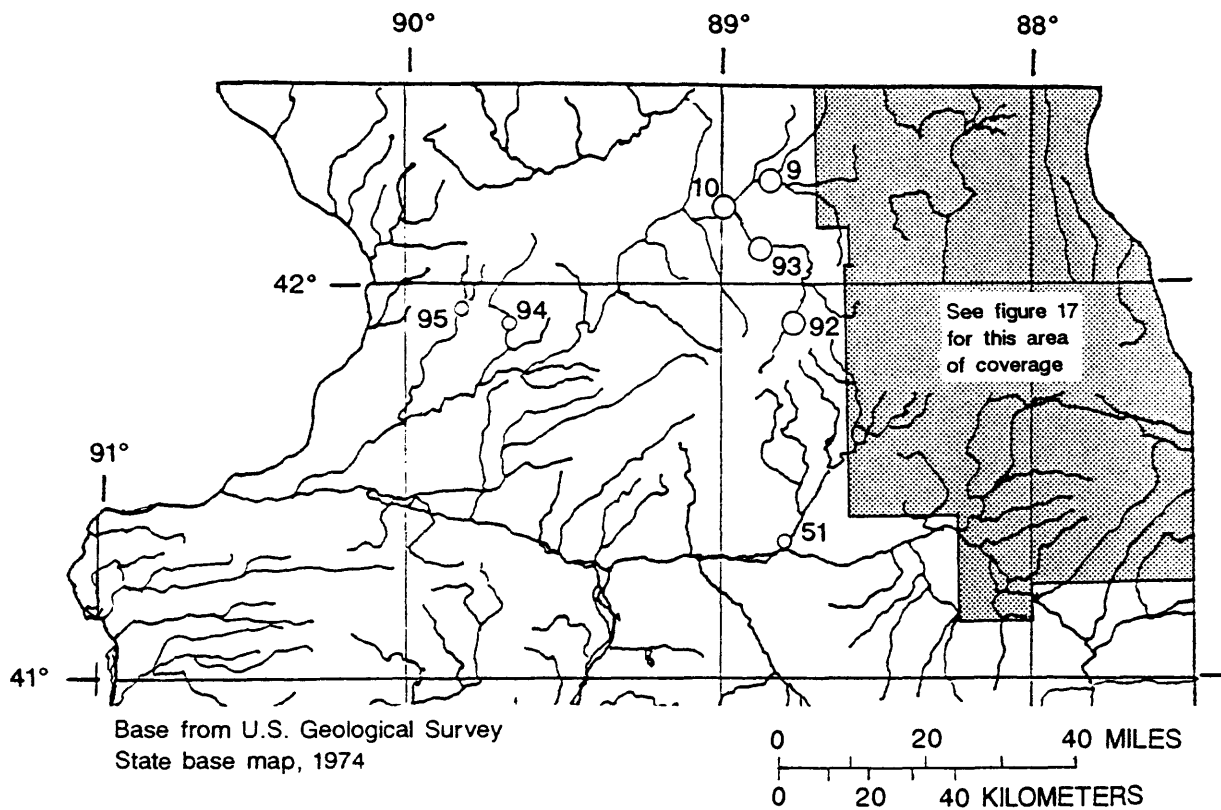 90° 89° 88°
9
10
93
42°
See figure 17
for this area
of coverage
95 94 92
91°
51
41°
Base from U.S. Geological Survey
State base map, 1974
0 20 40 MILES
0 20 40 KILOMETERS